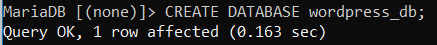 MariaDB [(none)]> CREATE DATABASE wordpress_db;
Query OK, 1 row affected (0.163 sec)